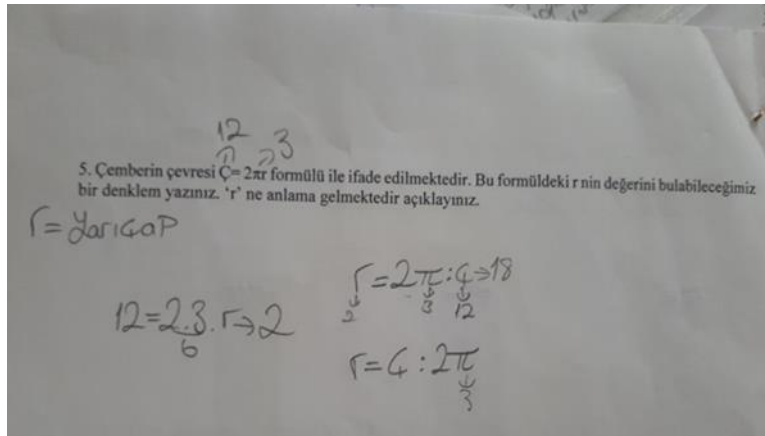 12 3
5. Çemberin çevresi Ç= 2πr formülü ile ifade edilmektedir. Bu formüldeki r nin değerini bulabileceğimiz
bir denklem yazınız. 'r' ne anlama gelmektedir açıklayınız.
r=YarıÇaP
r=2π:Ç→18
2 3 12
12=2.3.r→2
6
r=Ç:2π
3